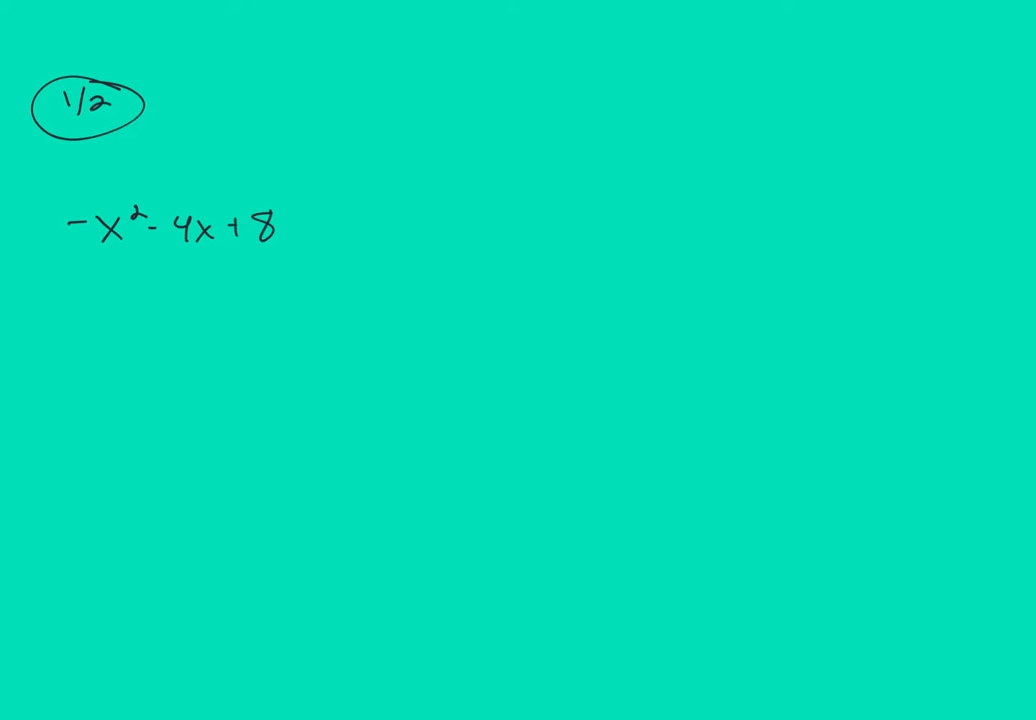 1/2
-x² - 4x + 8